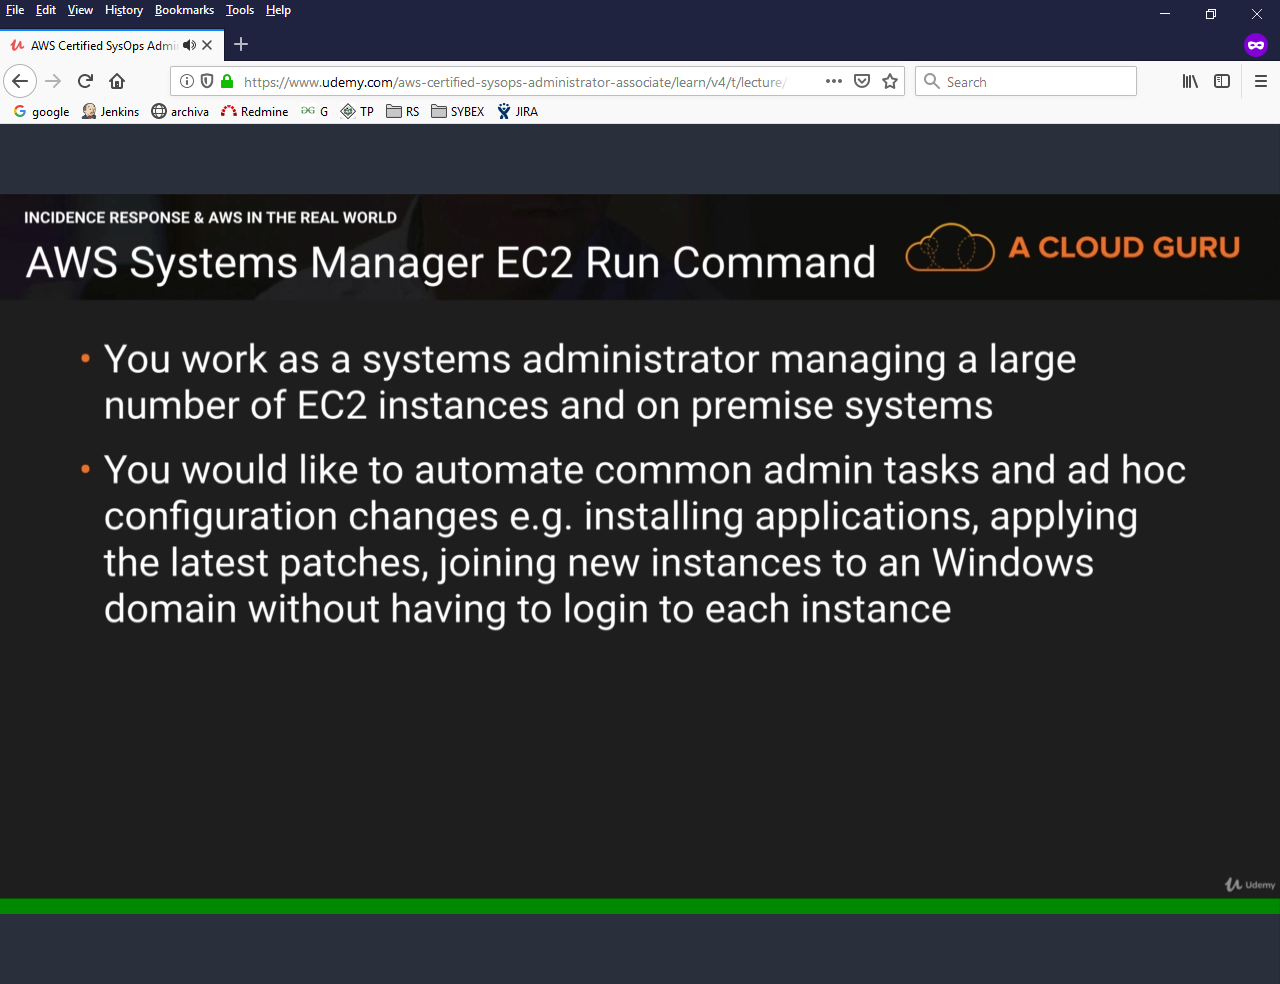 File Edit View History Bookmarks Tools Help
AWS Certified SysOps Admi
https://www.udemy.com/aws-certified-sysops-administrator-associate/learn/v4/t/lecture/
Search
google Jenkins archiva Redmine G TP RS SYBEX JIRA
INCIDENCE RESPONSE & AWS IN THE REAL WORLD
AWS Systems Manager EC2 Run Command
A CLOUD GURU
• You work as a systems administrator managing a large
number of EC2 instances and on premise systems
• You would like to automate common admin tasks and ad hoc
configuration changes e.g. installing applications, applying
the latest patches, joining new instances to an Windows
domain without having to login to each instance
Udemy